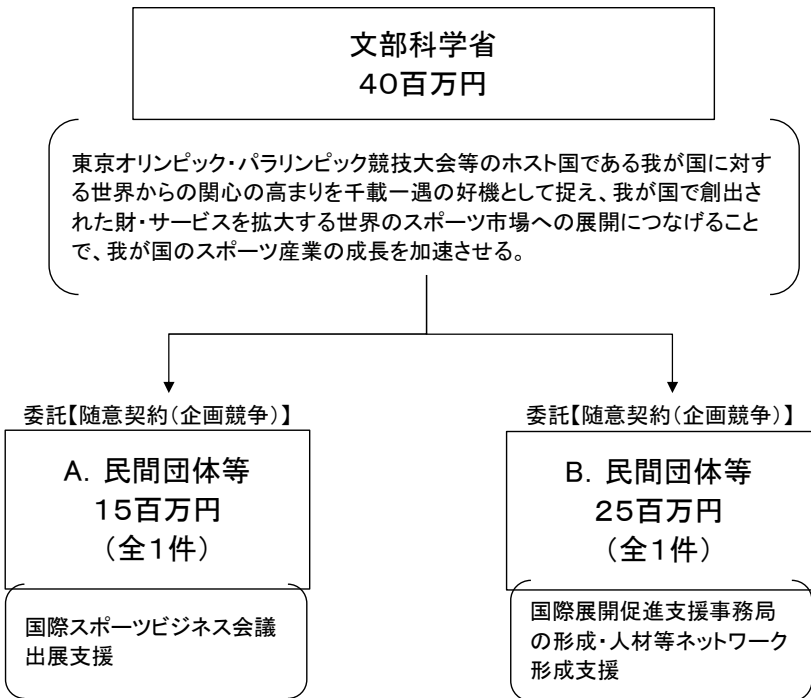 文部科学省
40百万円
東京オリンピック・パラリンピック競技大会等のホスト国である我が国に対す
る世界からの関心の高まりを千載一遇の好機として捉え、我が国で創出され
た財・サービスを拡大する世界のスポーツ市場への展開につなげること
で、我が国のスポーツ産業の成長を加速させる。
委託【随意契約(企画競争)】
A. 民間団体等
15百万円
(全1件)
国際スポーツビジネス会議
出展支援
委託【随意契約(企画競争)】
B. 民間団体等
25百万円
(全1件)
国際展開促進支援事務局
の形成・人材等ネットワーク
形成支援